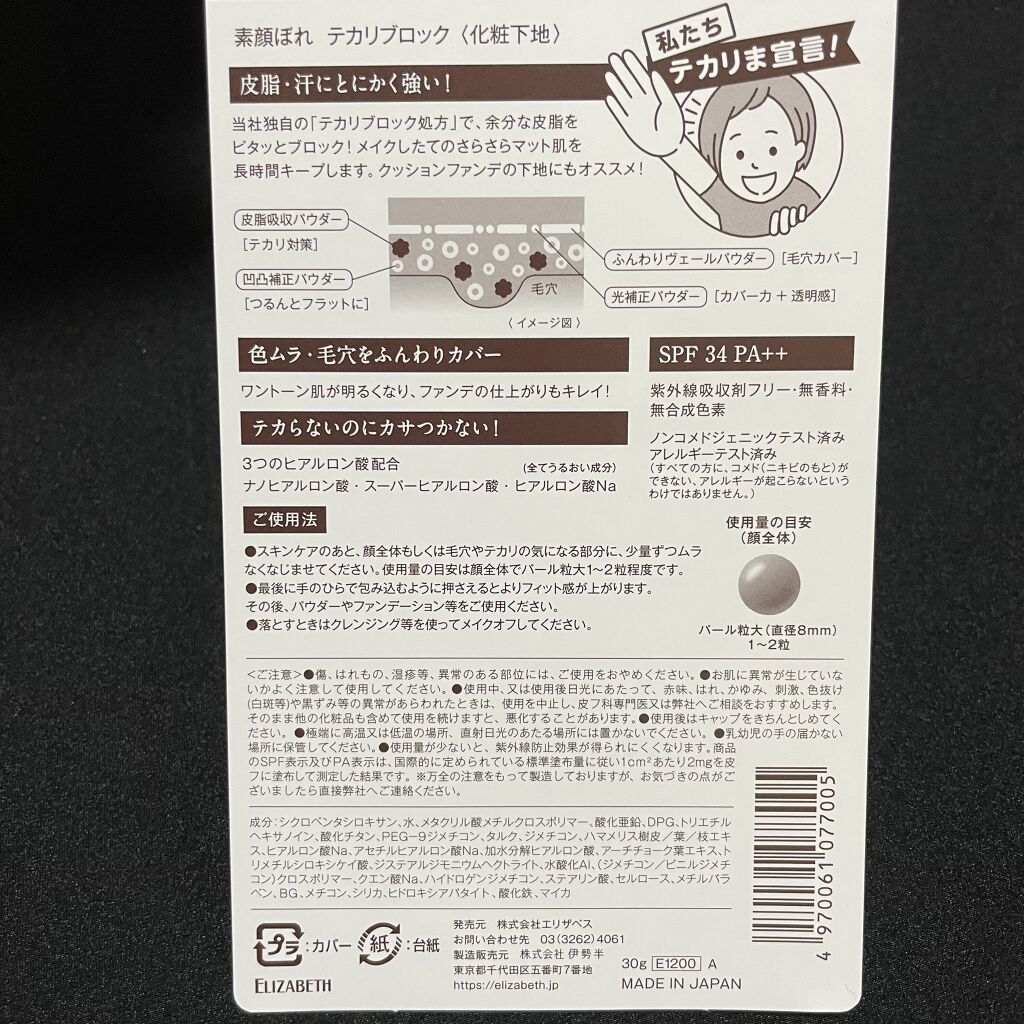 素顔ぼれ テカリブロック〈化粧下地〉
私たち
テカりま宣言!
皮脂・汗にとにかく強い!
当社独自の「テカリブロック処方」で、余分な皮脂を
ピタッとブロック!メイクしたてのさらさらマット肌を
長時間キープします。クッションファンデの下地にもオススメ!
皮脂吸収パウダー
[テカリ対策]
凹凸補正パウダー
[つるんとフラットに]
毛穴
ふんわりヴェールパウダー [毛穴カバー]
光補正パウダー [カバー力+透明感]
〈イメージ図〉
色ムラ・毛穴をふんわりカバー
ワントーン肌が明るくなり、ファンデの仕上がりもキレイ!
テカらないのにカサつかない!
3つのヒアルロン酸配合 (全てうるおい成分)
ナノヒアルロン酸・スーパーヒアルロン酸・ヒアルロン酸Na
SPF 34 PA++
紫外線吸収剤フリー・無香料・
無合成色素
ノンコメドジェニックテスト済み
アレルギーテスト済み
(すべての方に、コメド(ニキビのもと)が
できない、アレルギーが起こらないという
わけではありません。)
ご使用法
●スキンケアのあと、顔全体もしくは毛穴やテカリの気になる部分に、少量ずつムラ
なくなじませてください。使用量の目安は顔全体でパール粒大1〜2粒程度です。
●最後に手のひらで包み込むように押さえるとよりフィット感が上がります。
その後、パウダーやファンデーション等をご使用ください。
●落とすときはクレンジング等を使ってメイクオフしてください。
使用量の目安
(顔全体)
パール粒大(直径8mm)
1〜2粒
<ご注意>●傷、はれもの、湿疹等、異常のある部位には、ご使用をおやめください。●お肌に異常が生じていな
いかよく注意して使用してください。●使用中、又は使用後日光にあたって、赤味、はれ、かゆみ、刺激、色抜け
(白斑等)や黒ずみ等の異常があらわれたときは、使用を中止し、皮フ科専門医又は弊社へご相談をおすすめします。
そのまま他の化粧品も含めて使用を続けますと、悪化することがあります。●使用後はキャップをきちんとしめてく
ださい。●極端に高温又は低温の場所、直射日光のあたる場所には置かないでください。●乳幼児の手の届かない
場所に保管してください。●使用量が少ないと、紫外線防止効果が得られにくくなります。商品
のSPF表示及びPA表示は、国際的に定められている標準塗布量に従い1cm²あたり2mgを皮
フに塗布して測定した結果です。※万全の注意をもって製造しておりますが、お気づきの点がご
ざいましたら直接弊社へご連絡ください。
成分:シクロペンタシロキサン、水、メタクリル酸メチルクロスポリマー、酸化亜鉛、DPG、トリエチル
ヘキサノイン、酸化チタン、PEG-9ジメチコン、タルク、ジメチコン、ハマメリス樹皮/葉/枝エキ
ス、ヒアルロン酸Na、アセチルヒアルロン酸Na、加水分解ヒアルロン酸、アーチチョーク葉エキス、ト
リメチルシロキシケイ酸、ジステアルジモニウムヘクトライト、水酸化Al、(ジメチコン/ビニルジメチ
コン)クロスポリマー、クエン酸Na、ハイドロゲンジメチコン、ステアリン酸、セルロース、メチルパラ
ベン、BG、メチコン、シリカ、ヒドロキシアパタイト、酸化鉄、マイカ
4 970061 077005
プラ:カバー 紙:台紙
ELIZABETH
発売元 株式会社エリザベス
お問い合わせ先 03(3262)4061
製造販売元 株式会社 伊勢半
東京都千代田区五番町7番地
https://elizabeth.jp/
30g E1200 A
MADE IN JAPAN